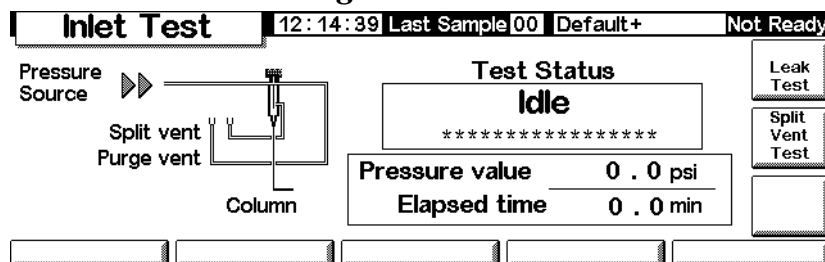 Inlet Test 12:14:39 Last Sample 00 Default+ Not Ready
Pressure
Source
Split vent
Purge vent
Column
Test Status
Idle
*****************
Pressure value 0 . 0 psi
Elapsed time 0 . 0 min
Leak
Test
Split
Vent
Test